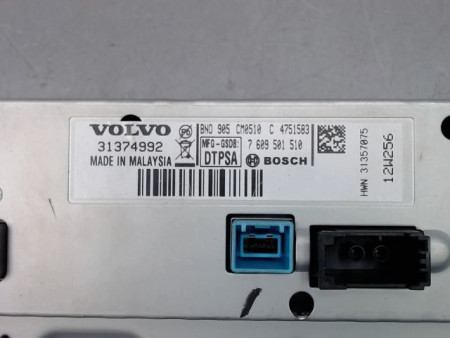 VOLVO
31374992
MADE IN MALAYSIA
BNO 905 CM0510 C 4751583
MFG-GSDB:
DTPSA
7 609 501 510
BOSCH
HWN 31357075
12W256